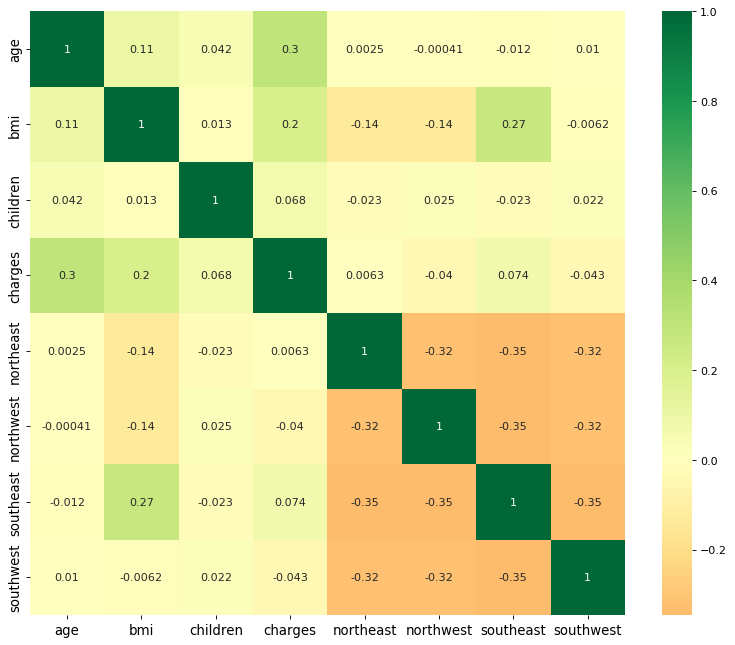 age 1 0.11 0.042 0.3 0.0025 -0.00041 -0.012 0.01
bmi 0.11 1 0.013 0.2 -0.14 -0.14 0.27 -0.0062
children 0.042 0.013 1 0.068 -0.023 0.025 -0.023 0.022
charges 0.3 0.2 0.068 1 0.0063 -0.04 0.074 -0.043
northeast 0.0025 -0.14 -0.023 0.0063 1 -0.32 -0.35 -0.32
northwest -0.00041 -0.14 0.025 -0.04 -0.32 1 -0.35 -0.32
southeast -0.012 0.27 -0.023 0.074 -0.35 -0.35 1 -0.35
southwest 0.01 -0.0062 0.022 -0.043 -0.32 -0.32 -0.35 1
age bmi children charges northeast northwest southeast southwest
1.0
0.8
0.6
0.4
0.2
0.0
−0.2